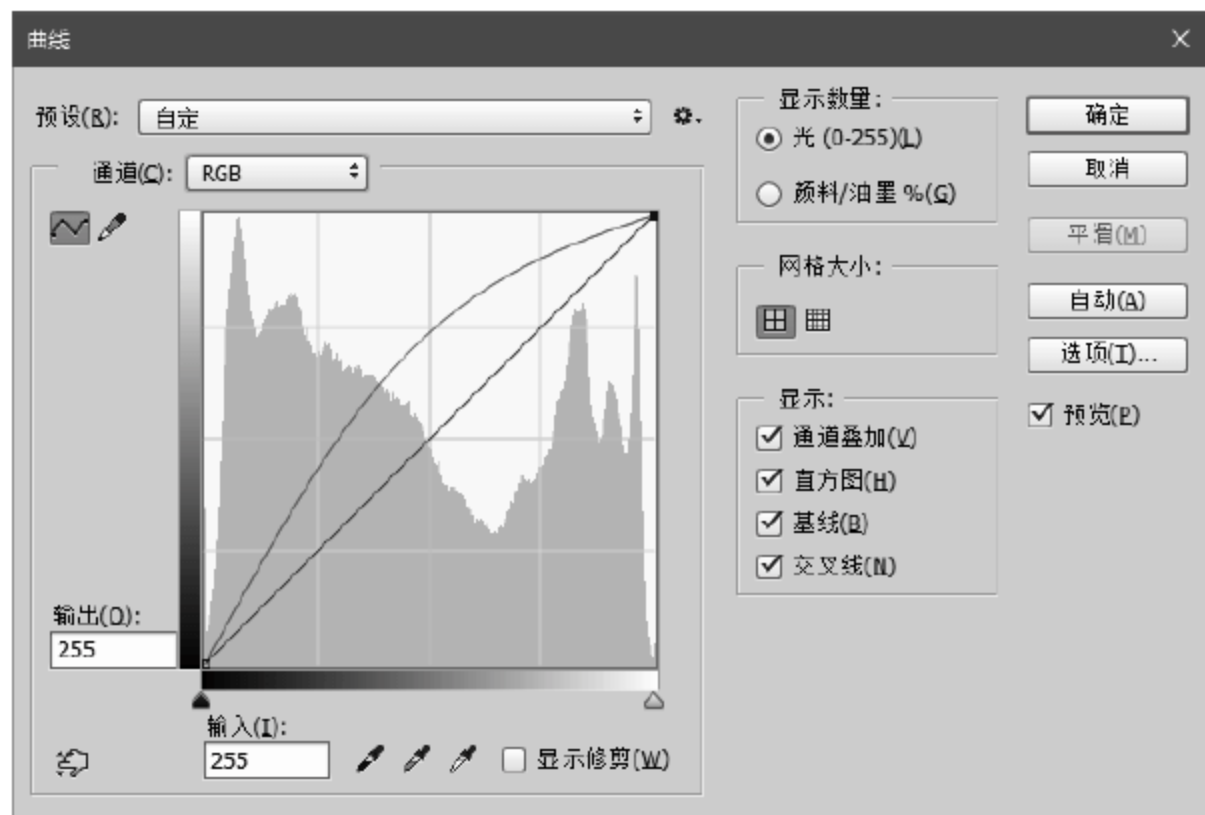 曲线
预设(R): 自定
通道(C): RGB
输出(O):
255
输入(I):
255
显示修剪(W)
显示数量:
光 (0-255)(L)
颜料/油墨 %(G)
网格大小:
显示:
通道叠加(V)
直方图(H)
基线(B)
交叉线(N)
确定
取消
平滑(M)
自动(A)
选项(T)...
预览(P)